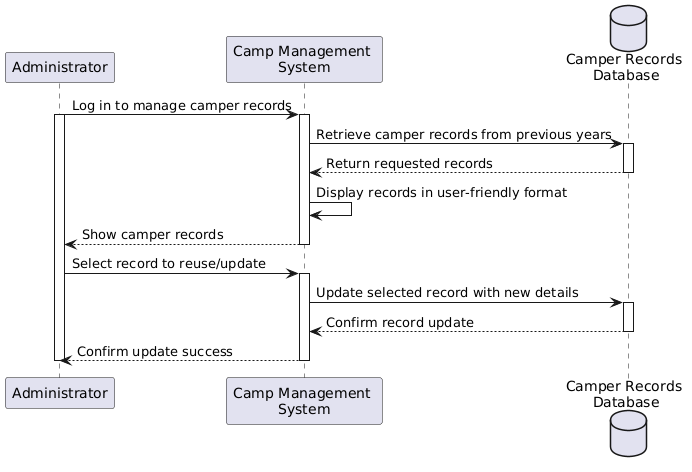 Camper Records
Database
Camp Management
System
Administrator
Log in to manage camper records
Retrieve camper records from previous years
Return requested records
Display records in user-friendly format
Show camper records
Select record to reuse/update
Update selected record with new details
Confirm record update
Confirm update success
Administrator
Camp Management
System
Camper Records
Database